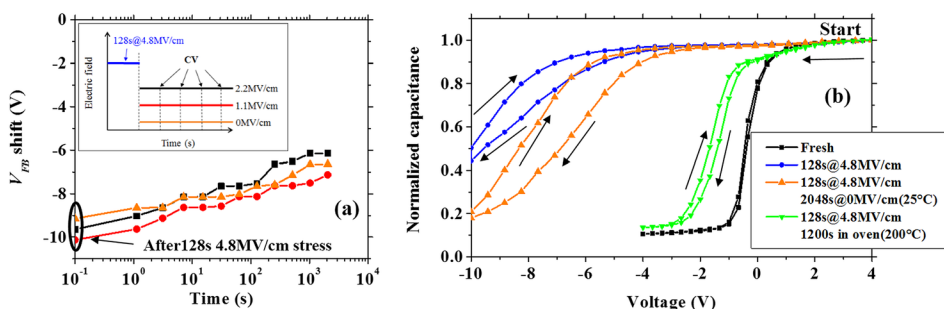 0
-2
-4
-6
-8
-10
V_FB shift (V)
128s@4.8MV/cm
CV
Electric field
2.2MV/cm
1.1MV/cm
0MV/cm
Time (s)
(a)
After128s 4.8MV/cm stress
10^-1 10^0 10^1 10^2 10^3 10^4
Time (s)
1.0
0.8
0.6
0.4
0.2
0.0
Normalized capacitance
Start
(b)
Fresh
128s@4.8MV/cm
128s@4.8MV/cm
2048s@0MV/cm(25°C)
128s@4.8MV/cm
1200s in oven(200°C)
-10 -8 -6 -4 -2 0 2 4
Voltage (V)